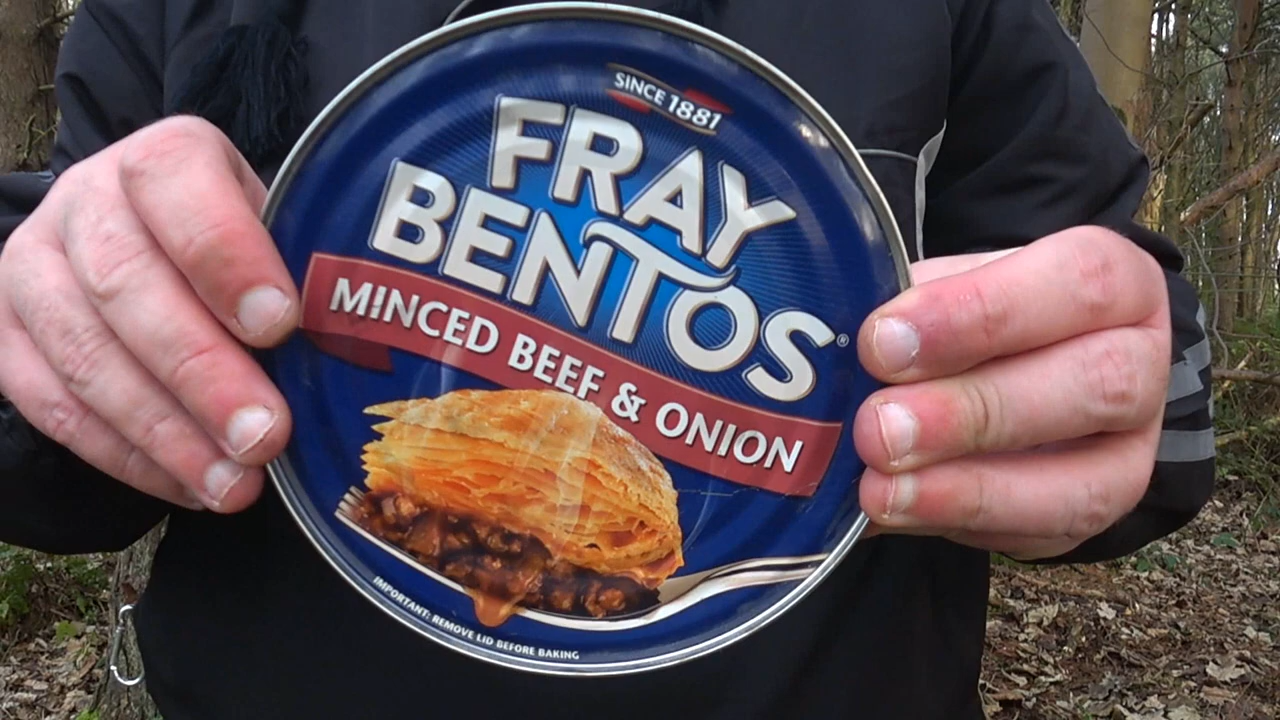 SINCE 1881
FRAY
BENTOS®
MINCED BEEF & ONION
IMPORTANT: REMOVE LID BEFORE BAKING